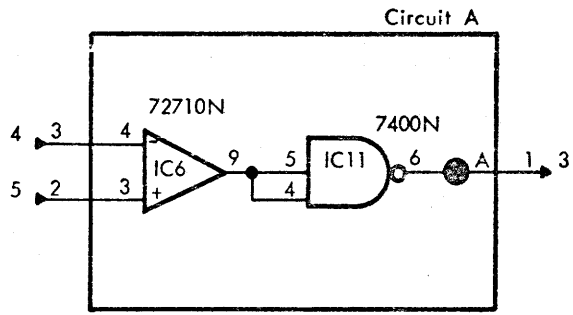 Circuit A
72710N
7400N
4 3 4 - IC6 9 5 IC11 6 A 1 3
5 2 3 + 4